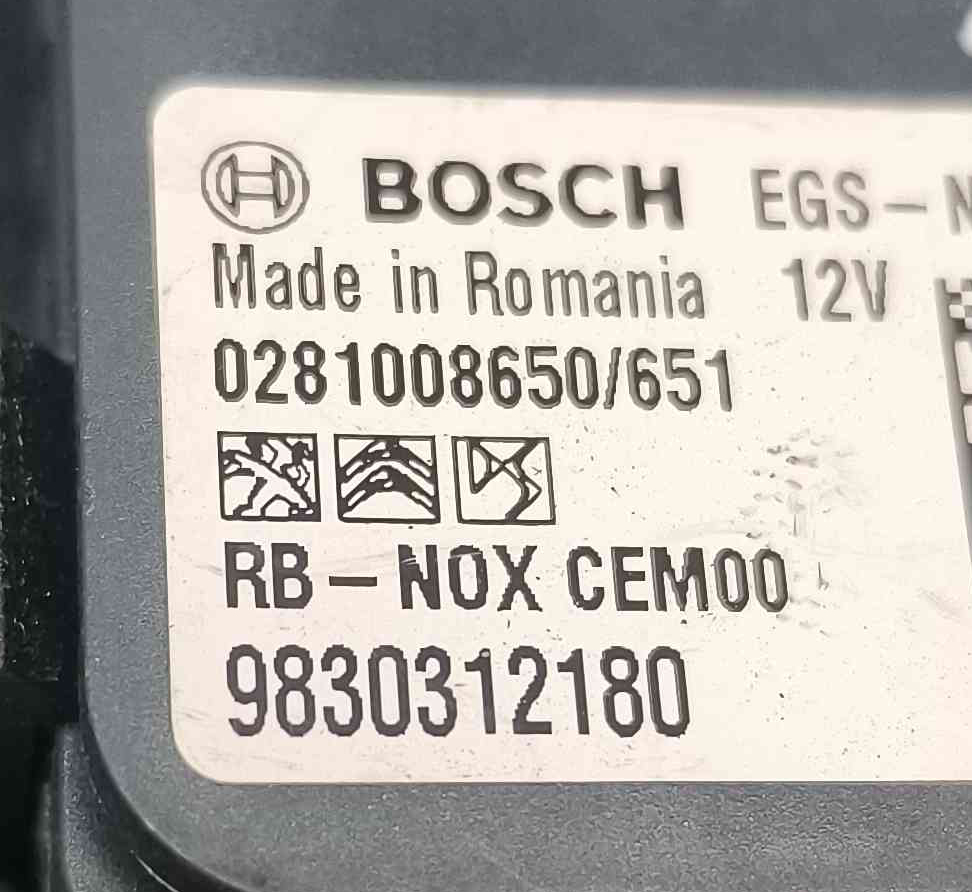 BOSCH EGS-N
Made in Romania 12V
0281008650/651
RB-NOX CEM00
9830312180